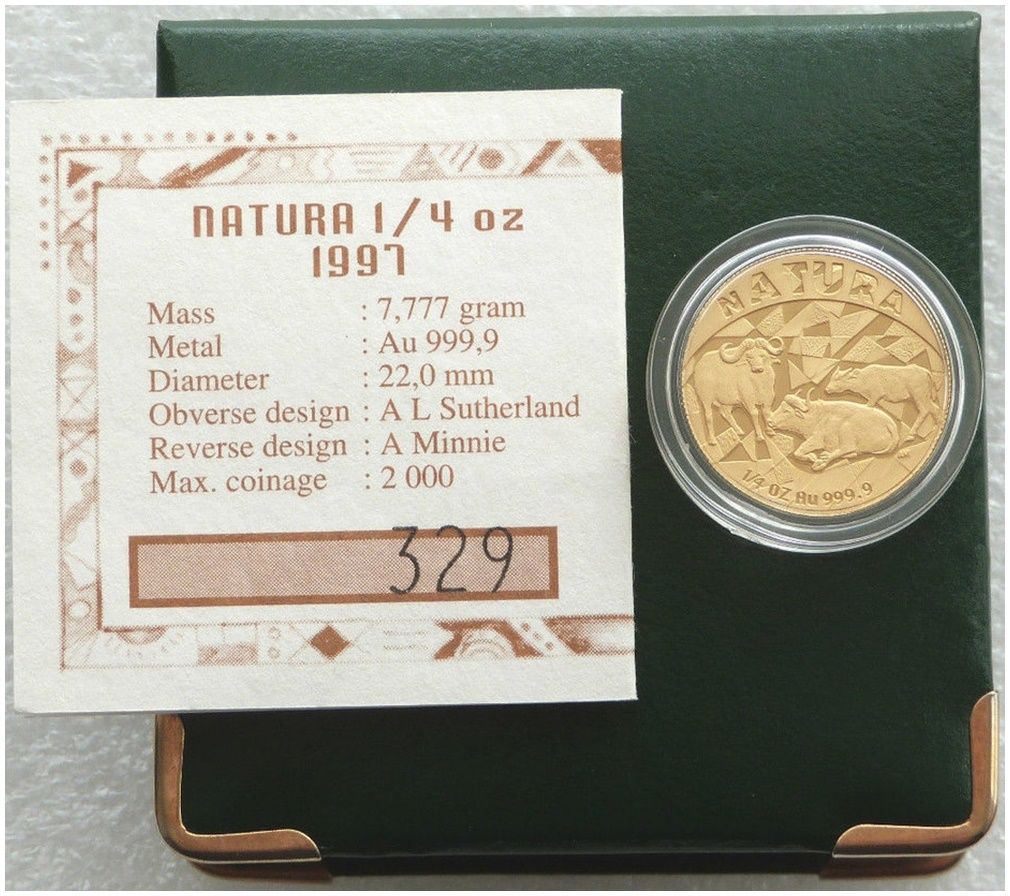 NATURA 1/4 oz
1997
Mass : 7,777 gram
Metal : Au 999,9
Diameter : 22,0 mm
Obverse design : A L Sutherland
Reverse design : A Minnie
Max. coinage : 2 000
329
NATURA
1/4 OZ Au 999.9